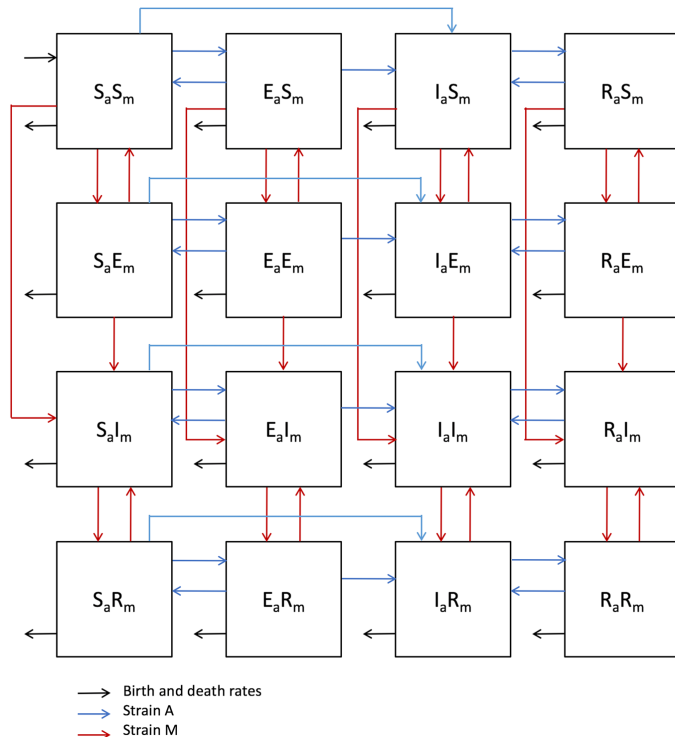 SₐSₘ EₐSₘ IₐSₘ RₐSₘ
SₐEₘ EₐEₘ IₐEₘ RₐEₘ
SₐIₘ EₐIₘ IₐIₘ RₐIₘ
SₐRₘ EₐRₘ IₐRₘ RₐRₘ
Birth and death rates
Strain A
Strain M